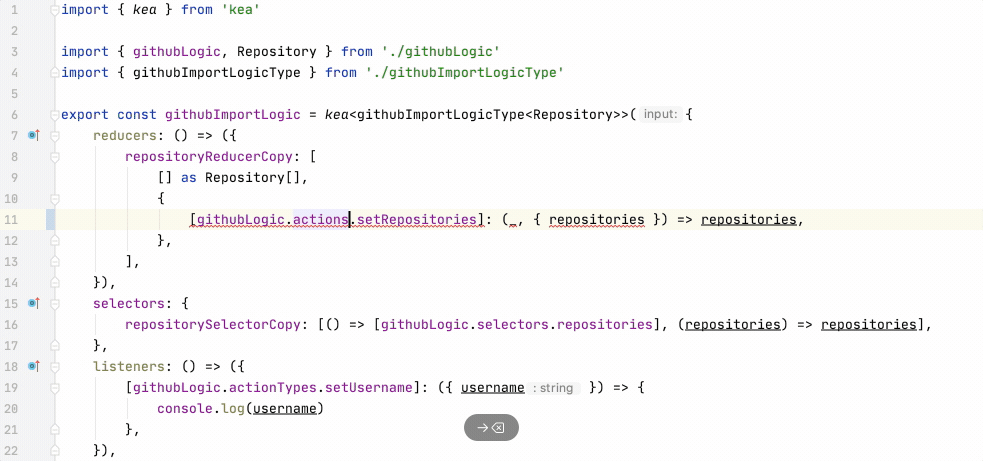 1 import { kea } from 'kea'
2
3 import { githubLogic, Repository } from './githubLogic'
4 import { githubImportLogicType } from './githubImportLogicType'
5
6 export const githubImportLogic = kea<githubImportLogicType<Repository>>( input: {
7     reducers: () => ({
8         repositoryReducerCopy: [
9             [] as Repository[],
10             {
11                 [githubLogic.actions.setRepositories]: (_, { repositories }) => repositories,
12             },
13         ],
14     }),
15     selectors: {
16         repositorySelectorCopy: [() => [githubLogic.selectors.repositories], (repositories) => repositories],
17     },
18     listeners: () => ({
19         [githubLogic.actionTypes.setUsername]: ({ username : string }) => {
20             console.log(username)
21         },
22     }),